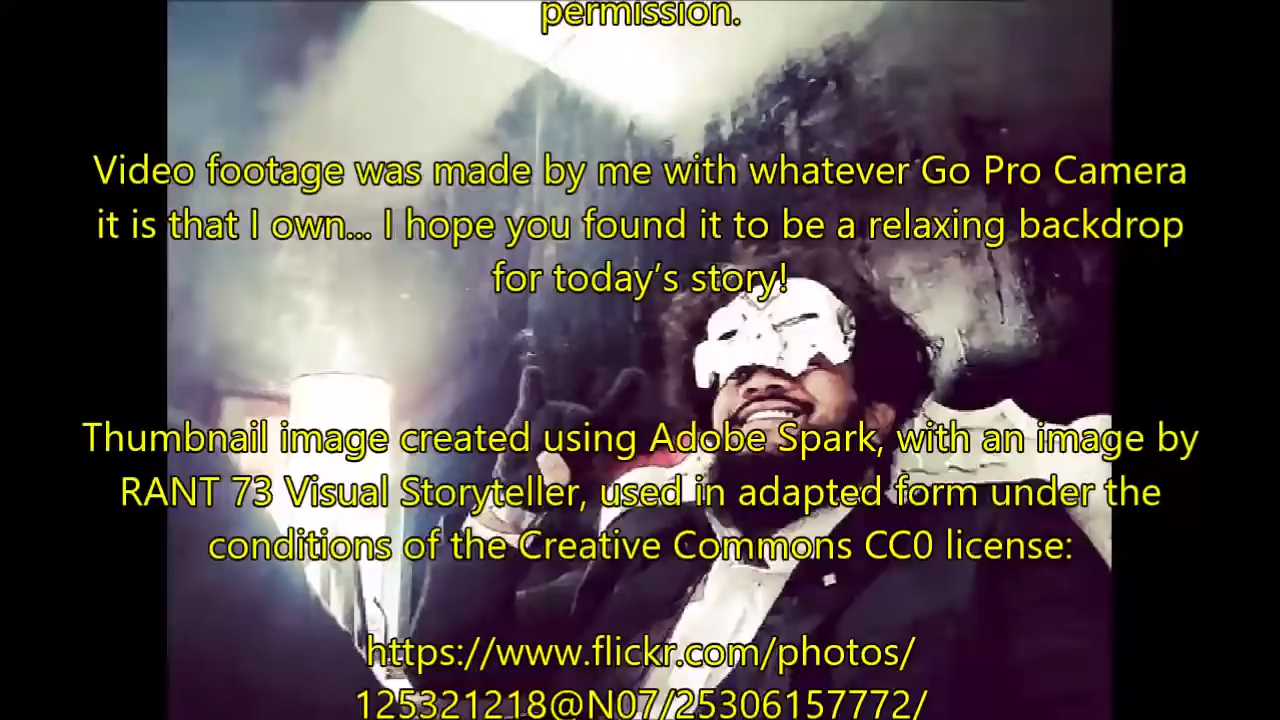 permission.
Video footage was made by me with whatever Go Pro Camera
it is that I own... I hope you found it to be a relaxing backdrop
for today’s story!
Thumbnail image created using Adobe Spark, with an image by
RANT 73 Visual Storyteller, used in adapted form under the
conditions of the Creative Commons CC0 license:
https://www.flickr.com/photos/
125321218@N07/25306157772/